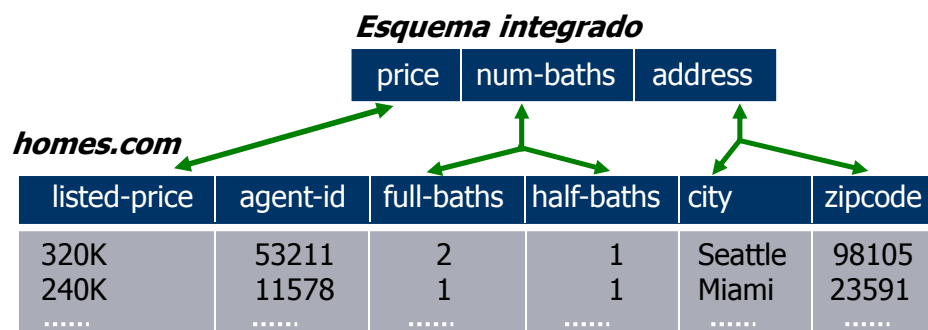 Esquema integrado
price num-baths address
homes.com
listed-price agent-id full-baths half-baths city zipcode
320K 53211 2 1 Seattle 98105
240K 11578 1 1 Miami 23591
...... ...... ...... ...... ...... ......